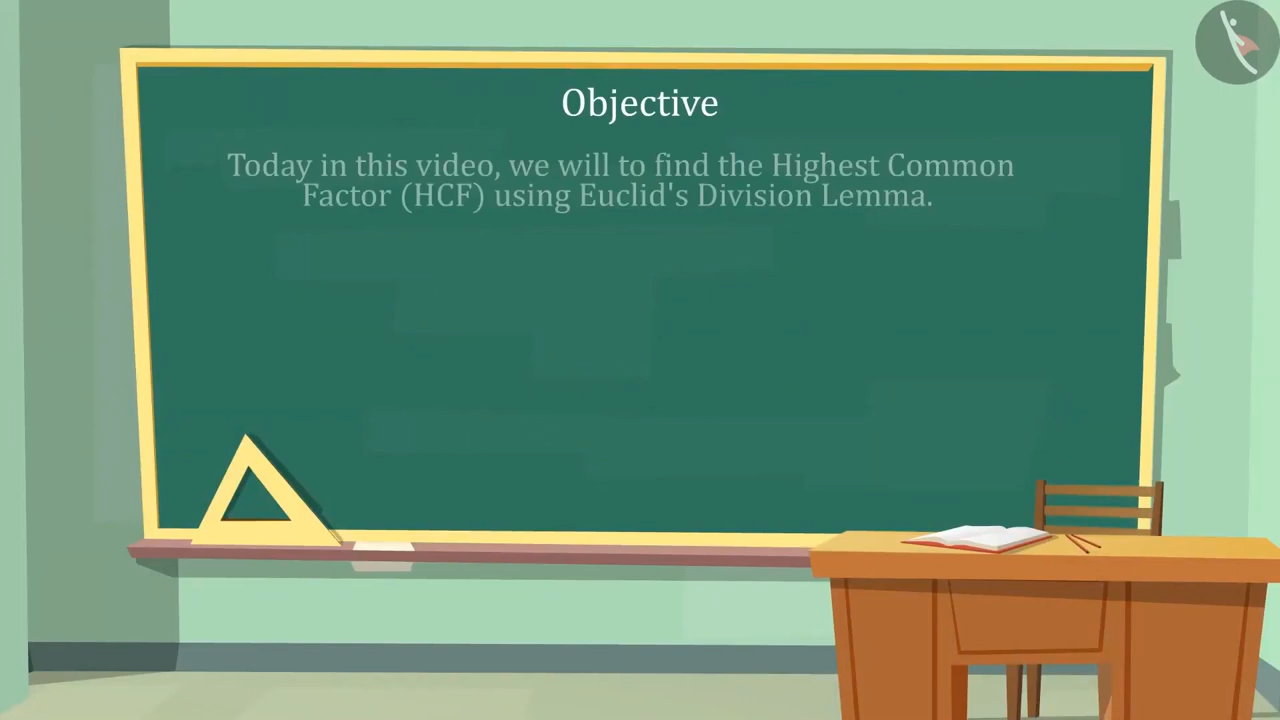 Objective
Today in this video, we will to find the Highest Common
Factor (HCF) using Euclid's Division Lemma.